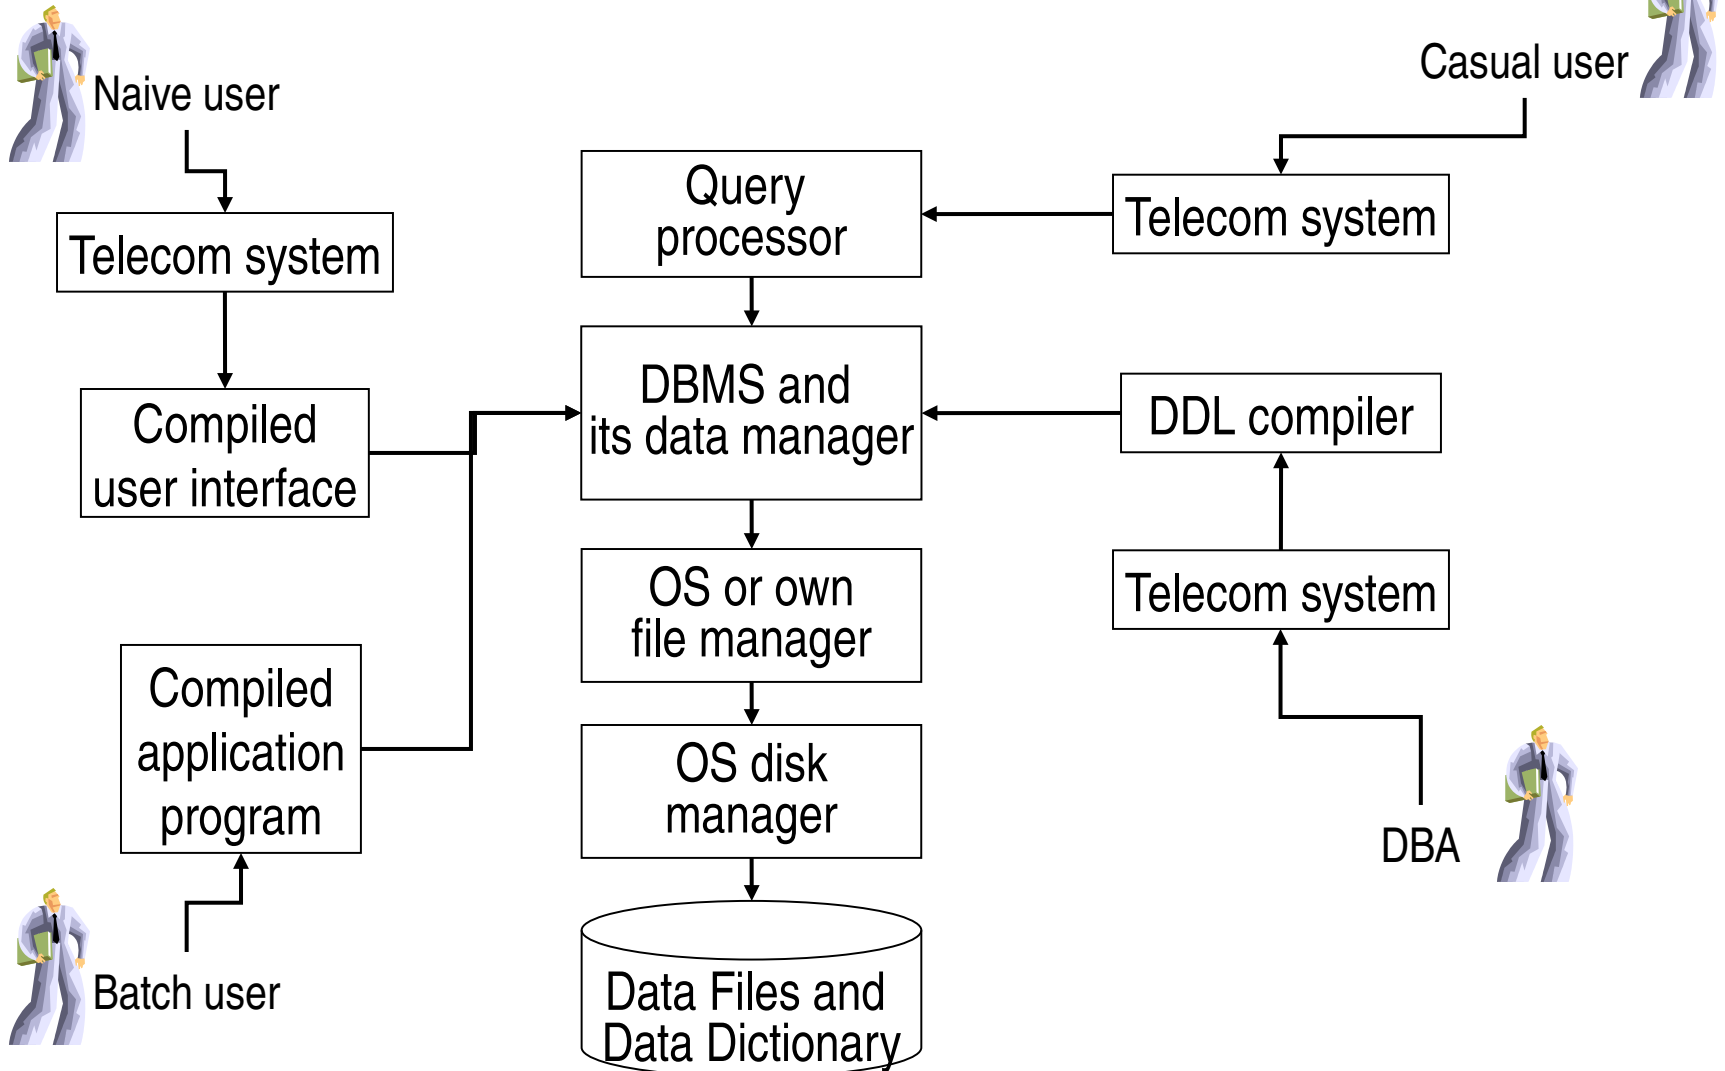 Casual user
Naive user
Query
processor
Telecom system
Telecom system
DBMS and
its data manager
DDL compiler
Compiled
user interface
OS or own
file manager
Telecom system
Compiled
application
program
OS disk
manager
DBA
Batch user
Data Files and
Data Dictionary